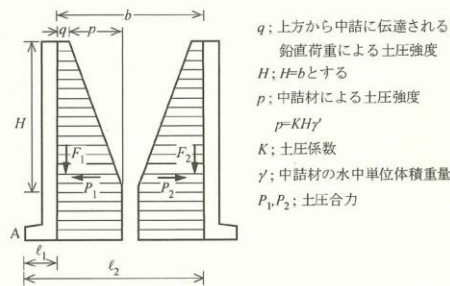 b
q p
H
F₁ F₂
P₁ P₂
A
ℓ₁
ℓ₂
q；上方から中詰に伝達される
鉛直荷重による土圧強度
H；H=bとする
p；中詰材による土圧強度
p=KHγ'
K；土圧係数
γ'；中詰材の水中単位体積重量
P₁,P₂；土圧合力